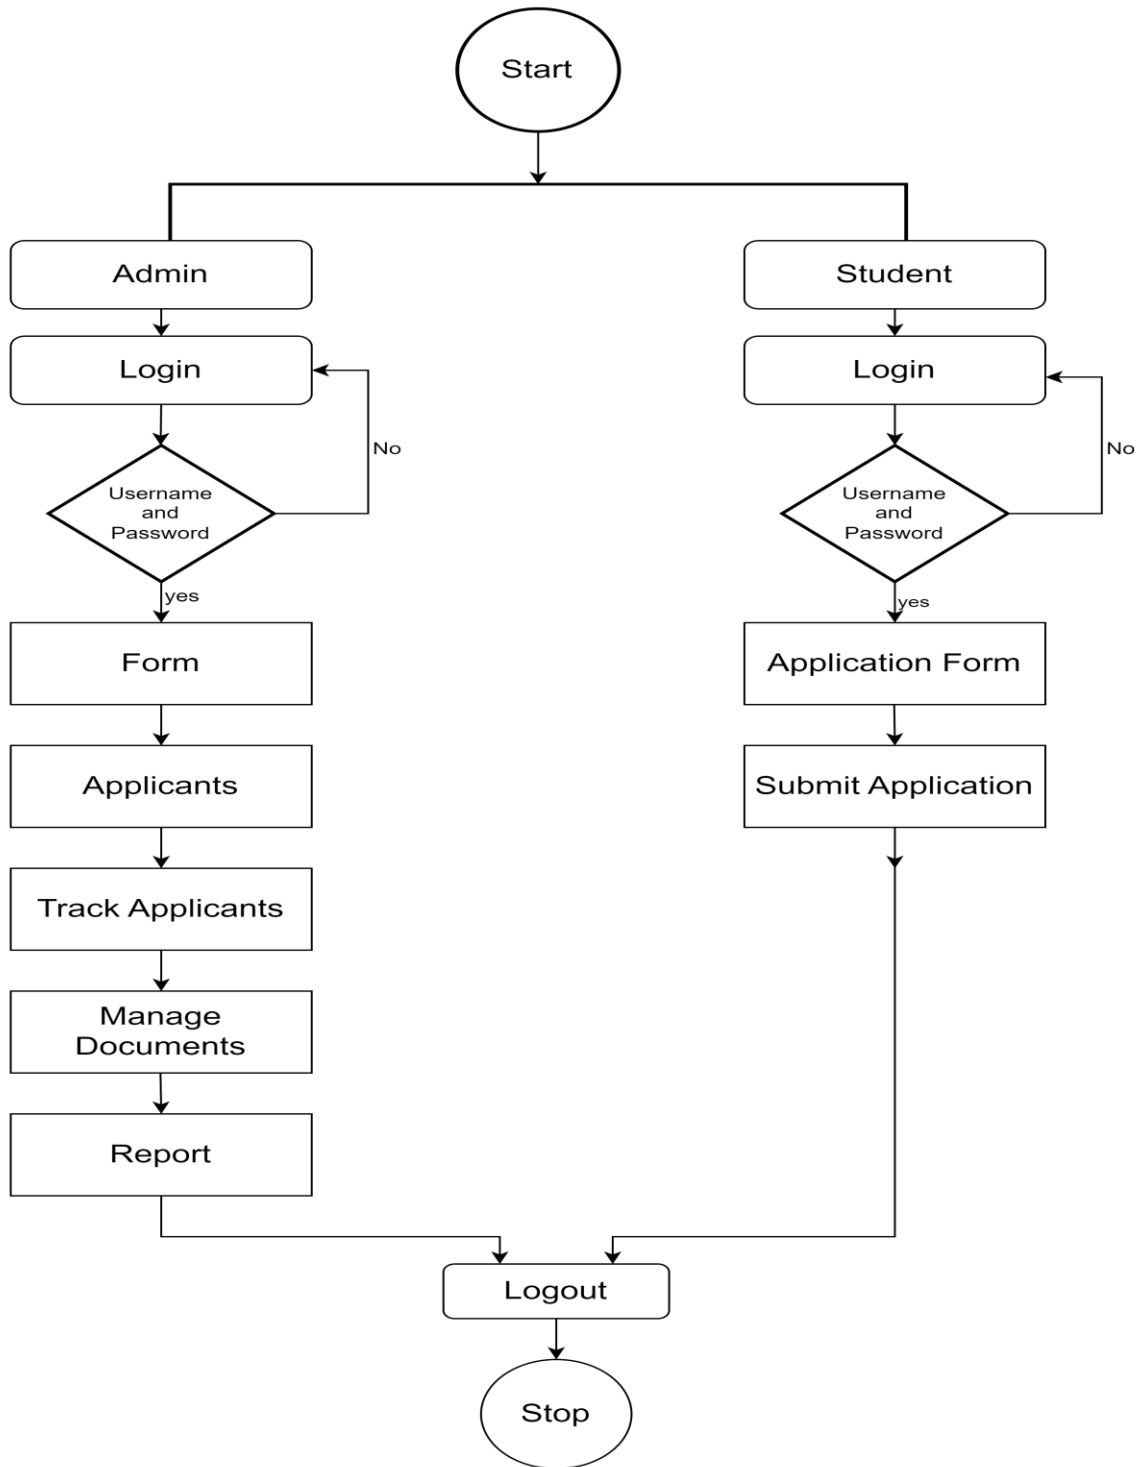 Start
Admin
Student
Login
Login
No
No
Username
and
Password
Username
and
Password
yes
yes
Form
Application Form
Applicants
Submit Application
Track Applicants
Manage
Documents
Report
Logout
Stop